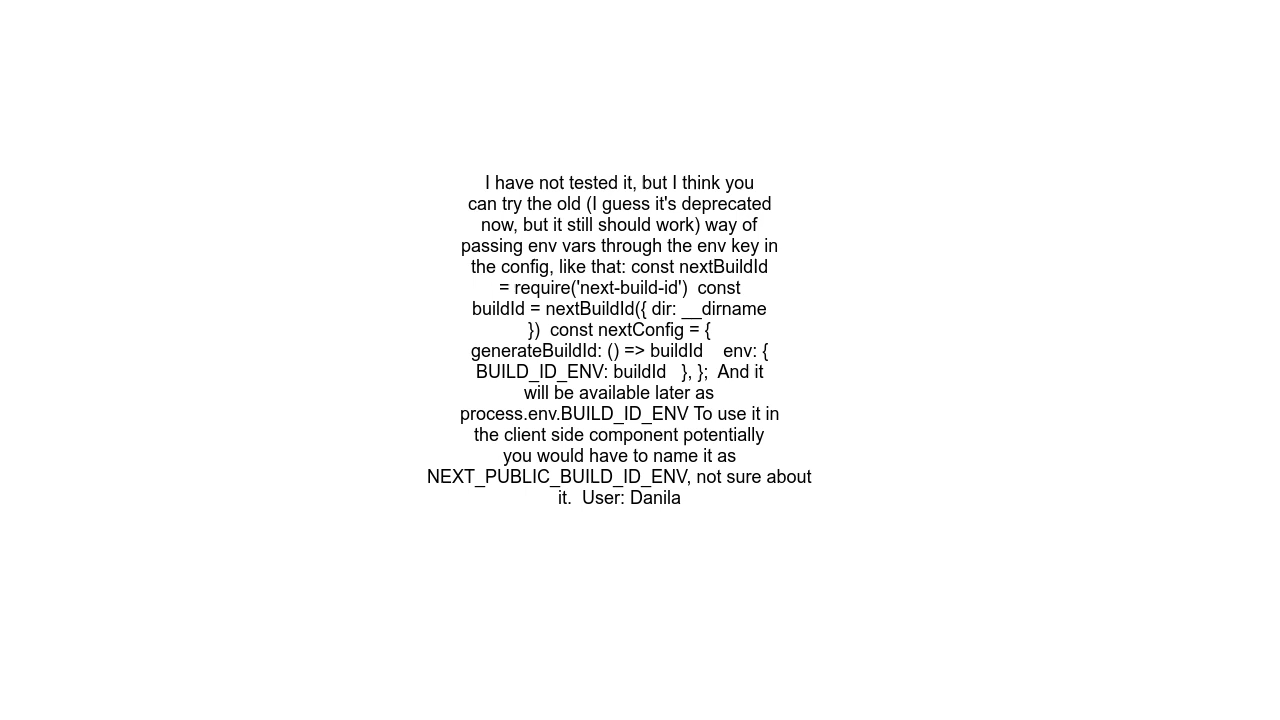 I have not tested it, but I think you
can try the old (I guess it's deprecated
now, but it still should work) way of
passing env vars through the env key in
the config, like that: const nextBuildId
= require('next-build-id')  const
buildId = nextBuildId({ dir: __dirname
})  const nextConfig = {
generateBuildId: () => buildId    env: {
BUILD_ID_ENV: buildId   }, };  And it
will be available later as
process.env.BUILD_ID_ENV To use it in
the client side component potentially
you would have to name it as
NEXT_PUBLIC_BUILD_ID_ENV, not sure about
it.  User: Danila